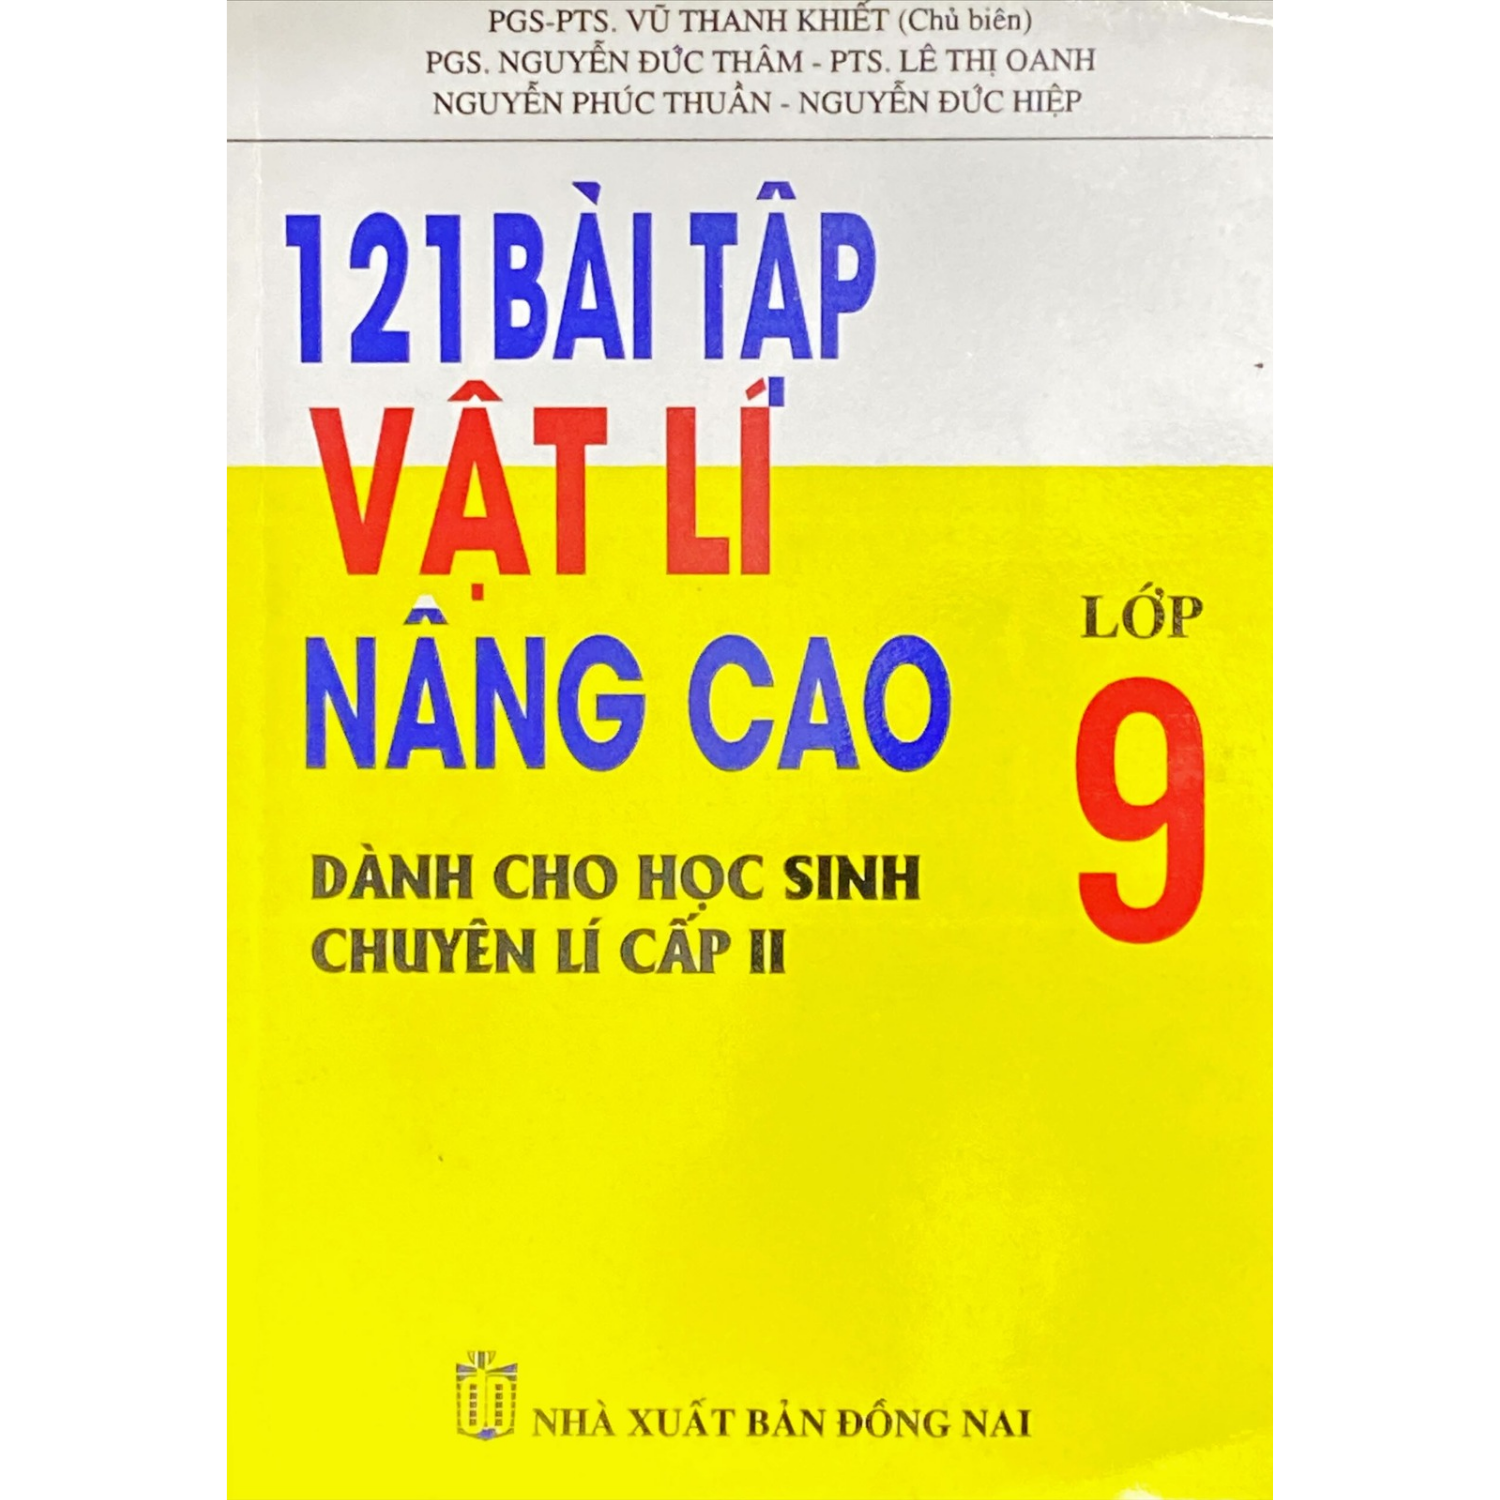 PGS-PTS. VŨ THANH KHIẾT (Chủ biên)
PGS. NGUYỄN ĐỨC THÂM - PTS. LÊ THỊ OANH
NGUYỄN PHÚC THUẦN - NGUYỄN ĐỨC HIỆP
121 BÀI TẬP
VẬT LÍ
NÂNG CAO
LỚP
9
DÀNH CHO HỌC SINH
CHUYÊN LÍ CẤP II
NHÀ XUẤT BẢN ĐỒNG NAI